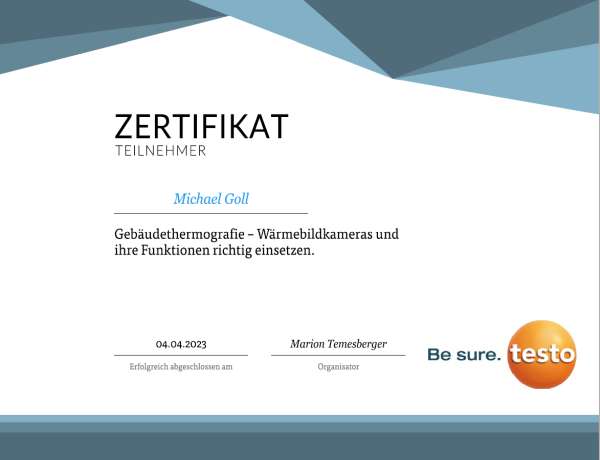 ZERTIFIKAT
TEILNEHMER
Michael Goll
Gebäudethermografie – Wärmebildkameras und
ihre Funktionen richtig einsetzen.
04.04.2023
Erfolgreich abgeschlossen am
Marion Temesberger
Organisator
Be sure. testo